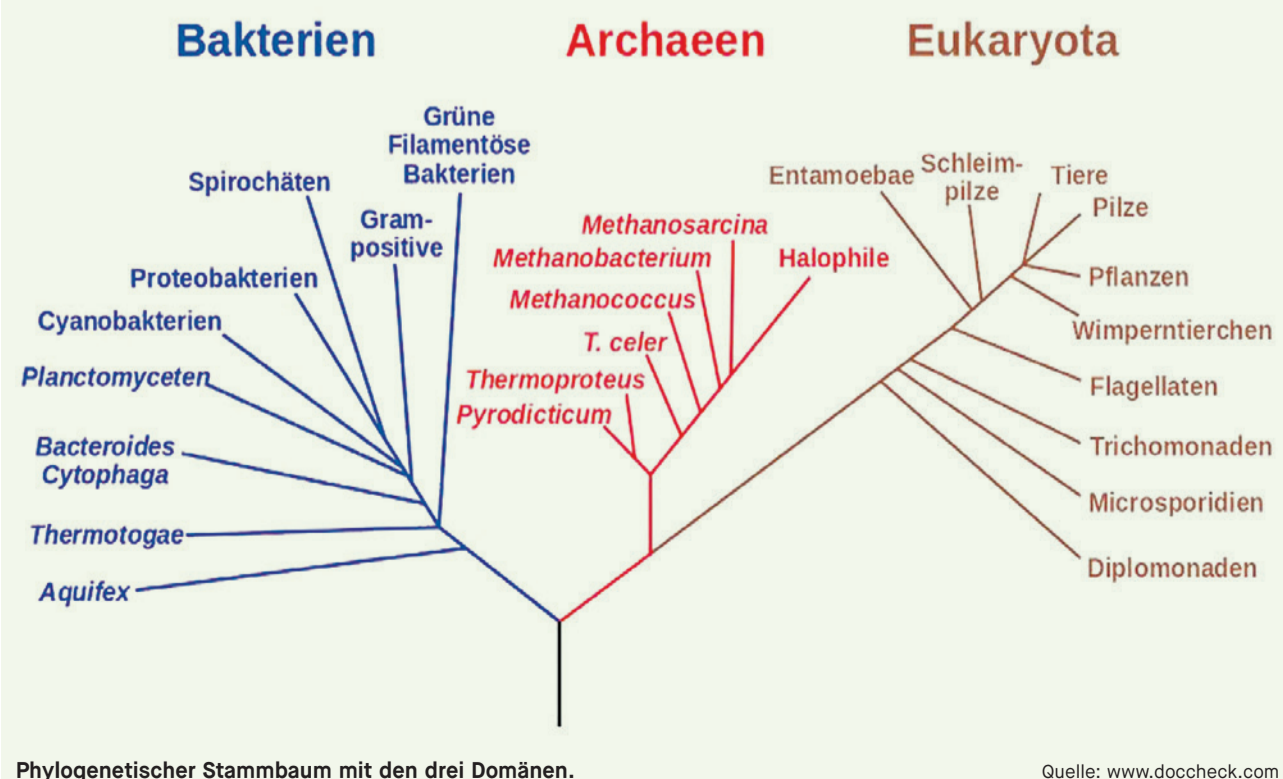 Bakterien
Archaeen
Eukaryota
Grüne
Filamentöse
Bakterien
Spirochäten
Gram-
positive
Proteobakterien
Cyanobakterien
Planctomyceten
Bacteroides
Cytophaga
Thermotogae
Aquifex
Methanosarcina
Methanobacterium
Halophile
Methanococcus
T. celer
Thermoproteus
Pyrodicticum
Entamoebae
Schleim-
pilze
Tiere
Pilze
Pflanzen
Wimperntierchen
Flagellaten
Trichomonaden
Microsporidien
Diplomonaden
Phylogenetischer Stammbaum mit den drei Domänen.
Quelle: www.doccheck.com